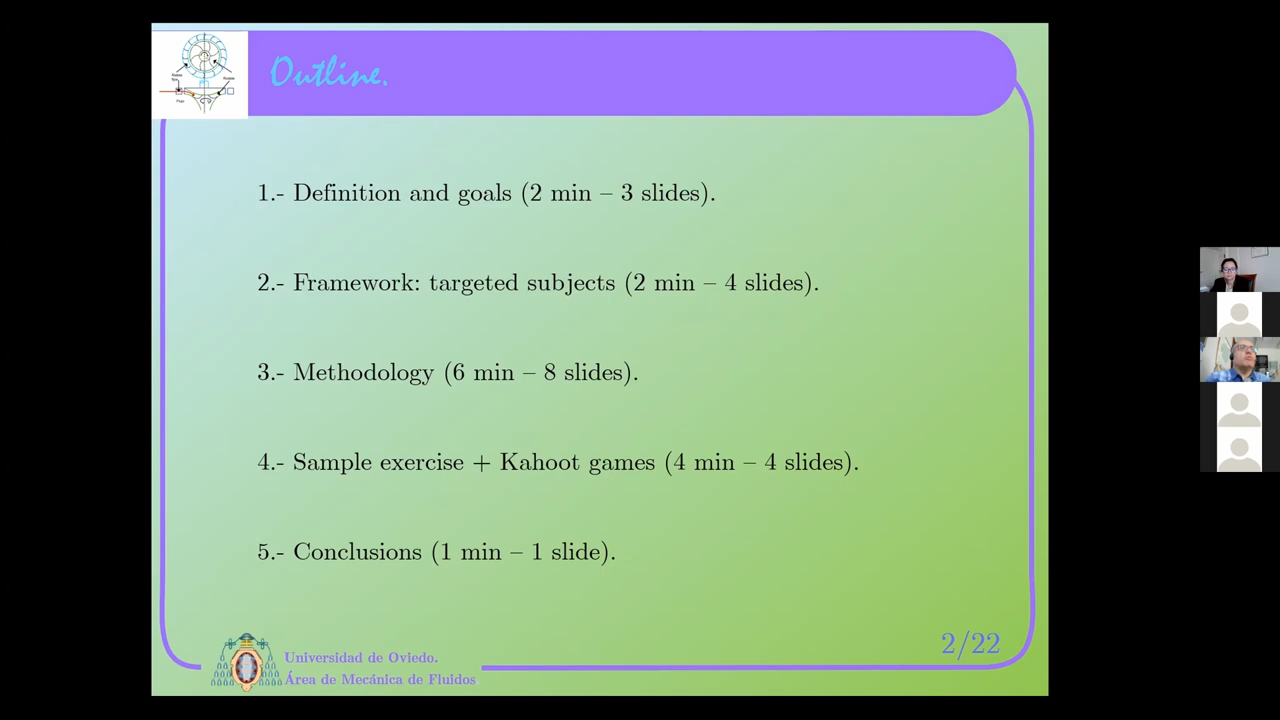 Outline.
1.- Definition and goals (2 min – 3 slides).
2.- Framework: targeted subjects (2 min – 4 slides).
3.- Methodology (6 min – 8 slides).
4.- Sample exercise + Kahoot games (4 min – 4 slides).
5.- Conclusions (1 min – 1 slide).
2/22
Universidad de Oviedo.
Área de Mecánica de Fluidos